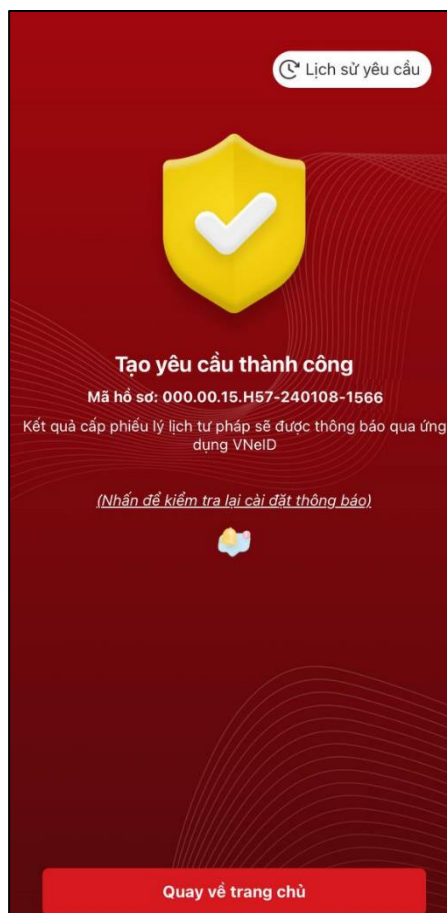 Lịch sử yêu cầu
Tạo yêu cầu thành công
Mã hồ sơ: 000.00.15.H57-240108-1566
Kết quả cấp phiếu lý lịch tư pháp sẽ được thông báo qua ứng
dụng VNeID
(Nhấn để kiểm tra lại cài đặt thông báo)
Quay về trang chủ